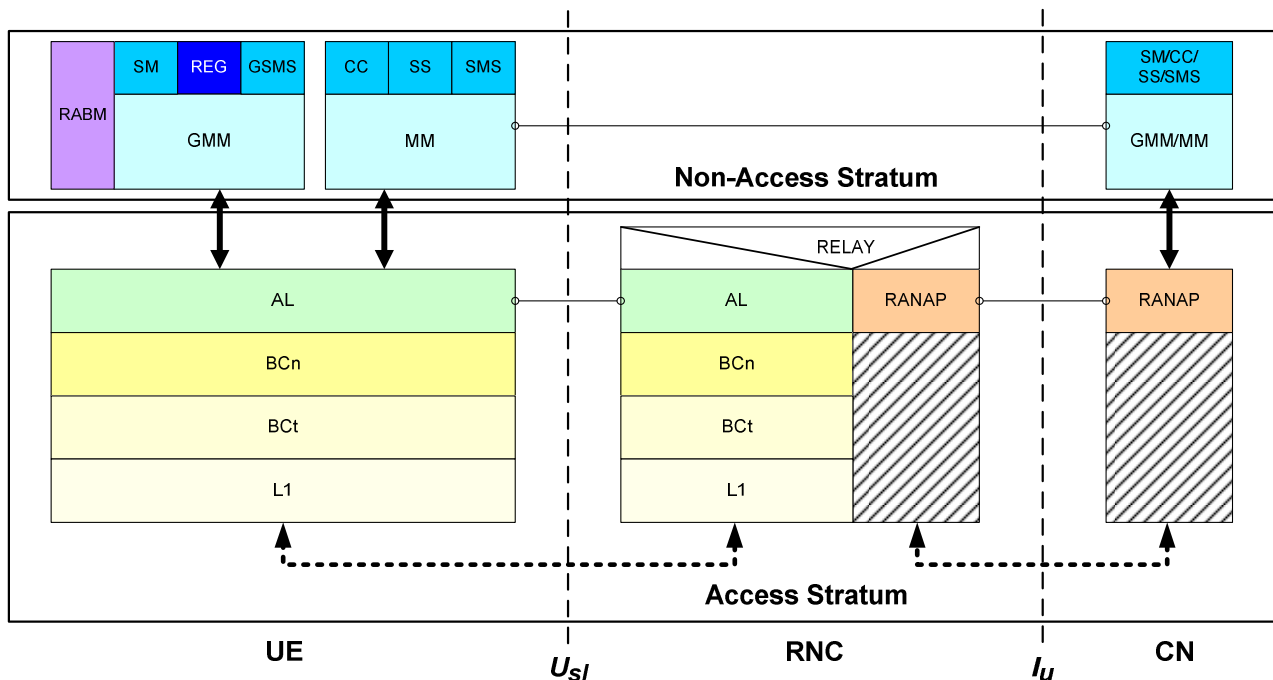 SM REG GSMS CC SS SMS SM/CC/
SS/SMS
RABM
GMM MM GMM/MM
Non-Access Stratum
RELAY
AL AL RANAP RANAP
BCn BCn
BCt BCt
L1 L1
Access Stratum
UE RNC CN
Usl Iu